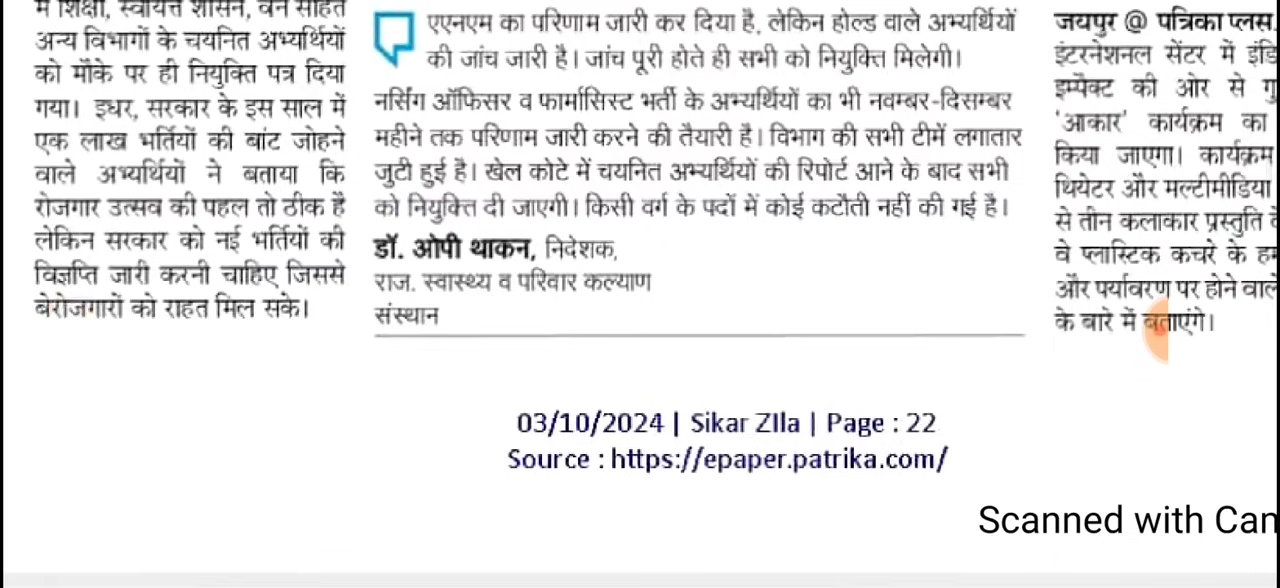 में शिक्षा, स्वायत्त शासन, वन सहित
अन्य विभागों के चयनित अभ्यर्थियों
को मौके पर ही नियुक्ति पत्र दिया
गया। इधर, सरकार के इस साल में
एक लाख भर्तियों की बांट जोहने
वाले अभ्यर्थियों ने बताया कि
रोजगार उत्सव की पहल तो ठीक है
लेकिन सरकार को नई भर्तियों की
विज्ञप्ति जारी करनी चाहिए जिससे
बेरोजगारों को राहत मिल सके।
एएनएम का परिणाम जारी कर दिया है, लेकिन होल्ड वाले अभ्यर्थियों
की जांच जारी है। जांच पूरी होते ही सभी को नियुक्ति मिलेगी।
नर्सिंग ऑफिसर व फार्मासिस्ट भर्ती के अभ्यर्थियों का भी नवम्बर-दिसम्बर
महीने तक परिणाम जारी करने की तैयारी है। विभाग की सभी टीमें लगातार
जुटी हुई है। खेल कोटे में चयनित अभ्यर्थियों की रिपोर्ट आने के बाद सभी
को नियुक्ति दी जाएगी। किसी वर्ग के पदों में कोई कटौती नहीं की गई है।
डॉ. ओपी थाकन, निदेशक,
राज. स्वास्थ्य व परिवार कल्याण
संस्थान
जयपुर @ पत्रिका प्लस.
इंटरनेशनल सेंटर में
इम्पेक्ट की ओर से
'आकार' कार्यक्रम का
किया जाएगा। कार्यक्रम
थियेटर और मल्टीमीडिया
से तीन कलाकार प्रस्तुति
वे प्लास्टिक कचरे के
और पर्यावरण पर होने वाले
के बारे में बताएंगे।
03/10/2024 | Sikar ZIla | Page : 22
Source : https://epaper.patrika.com/
Scanned with